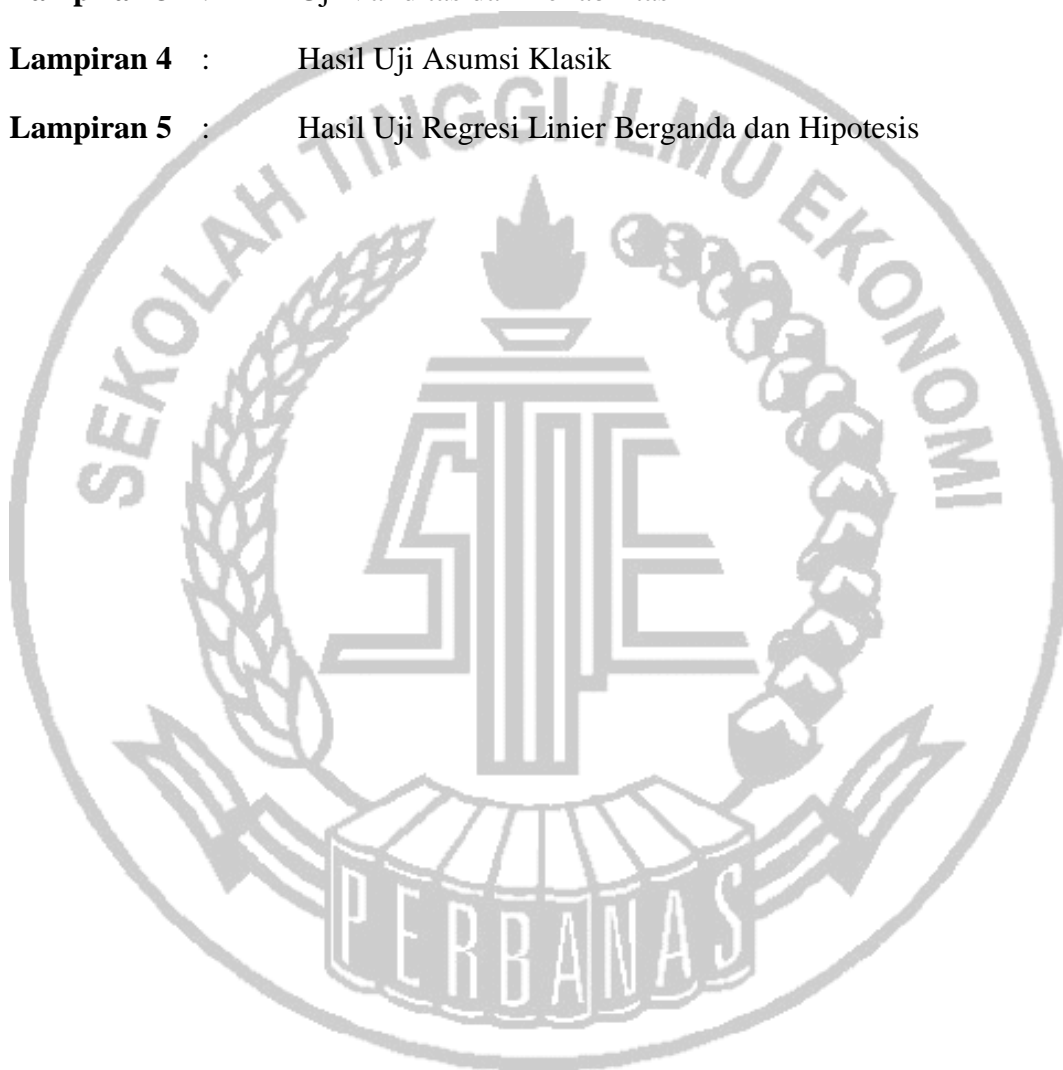 Lampiran 4 : Hasil Uji Asumsi Klasik
Lampiran 5 : Hasil Uji Regresi Linier Berganda dan Hipotesis
SEKOLAH TINGGI ILMU EKONOMI
STIE
PERBANAS